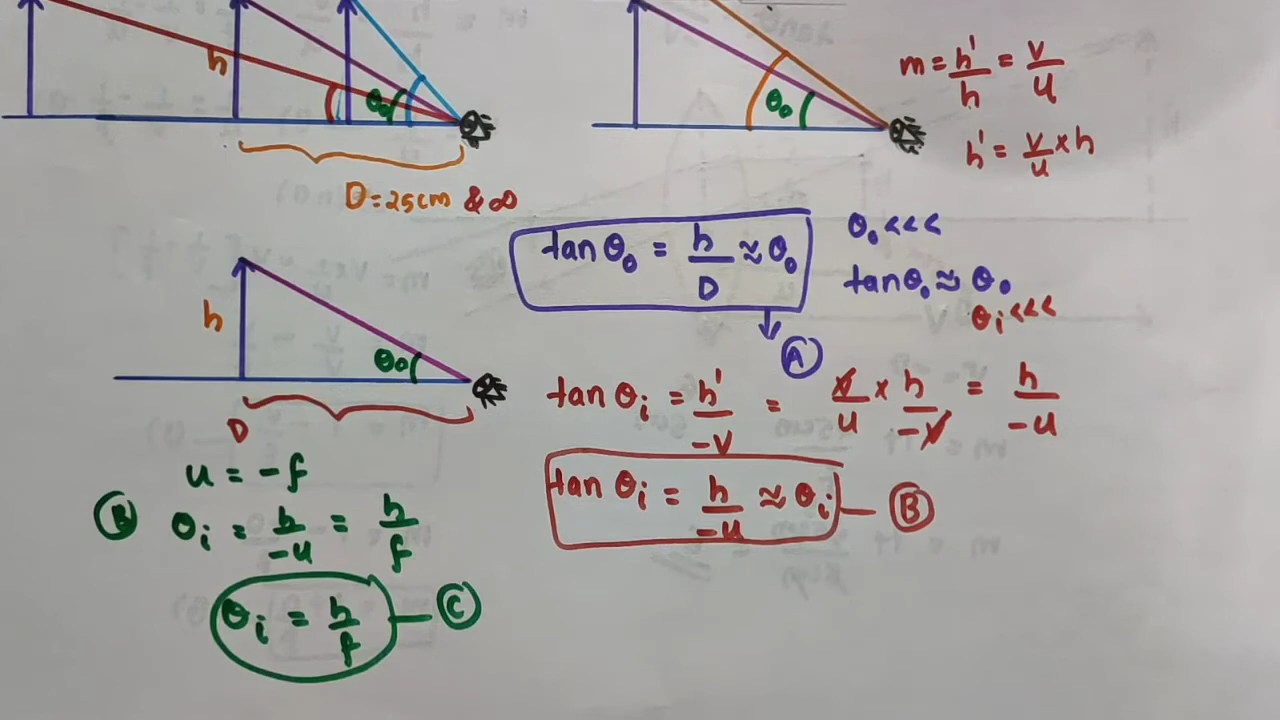 h
θ₀
D = 25cm & ∞
θ₀
m = h'/h = v/u
h' = v/u × h
tan θ₀ = h/D ≈ θ₀
θ₀ <<<
tan θ₀ ≈ θ₀
θᵢ <<<
A
h
θ₀
D
tan θᵢ = h'/-v = v/u × h/-v = h/-u
tan θᵢ = h/-u ≈ θᵢ — B
u = -f
B θᵢ = h/-u = h/f
θᵢ = h/f — C